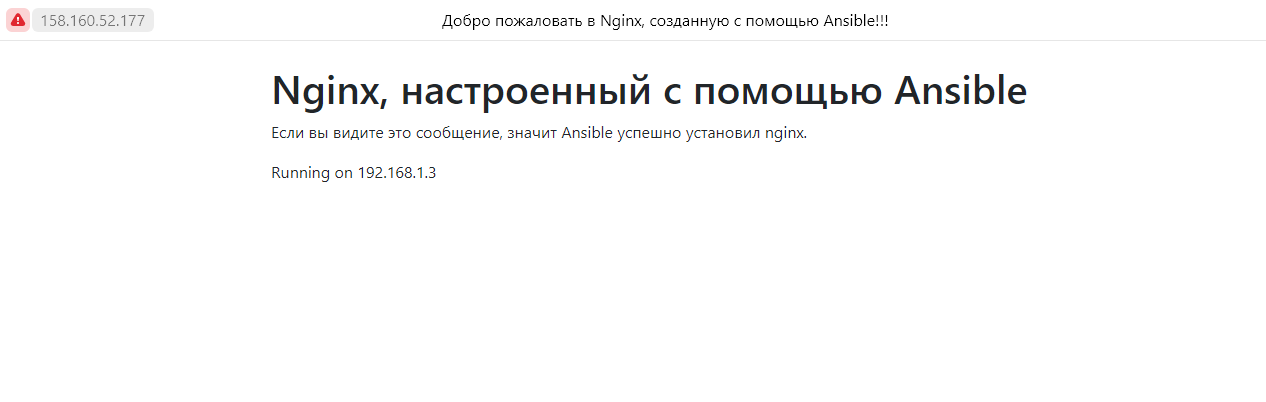 158.160.52.177
Добро пожаловать в Nginx, созданную с помощью Ansible!!!
Nginx, настроенный с помощью Ansible
Если вы видите это сообщение, значит Ansible успешно установил nginx.
Running on 192.168.1.3